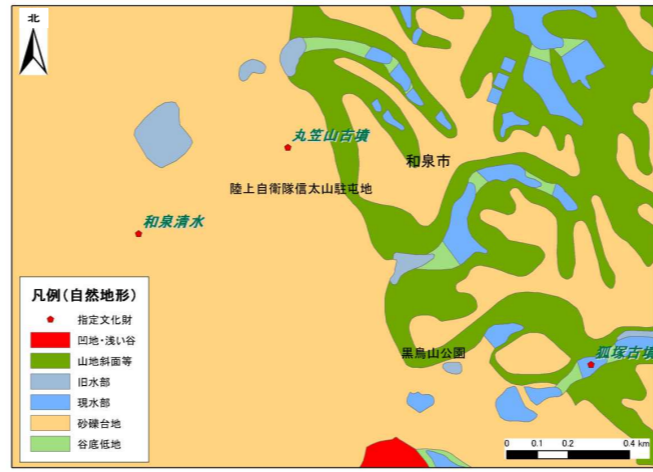 北
丸笠山古墳
和泉市
陸上自衛隊信太山駐屯地
和泉清水
黒鳥山公園
狐塚古墳
凡例(自然地形)
指定文化財
凹地・浅い谷
山地斜面等
旧水部
現水部
砂礫台地
谷底低地
0 0.1 0.2 0.4 km